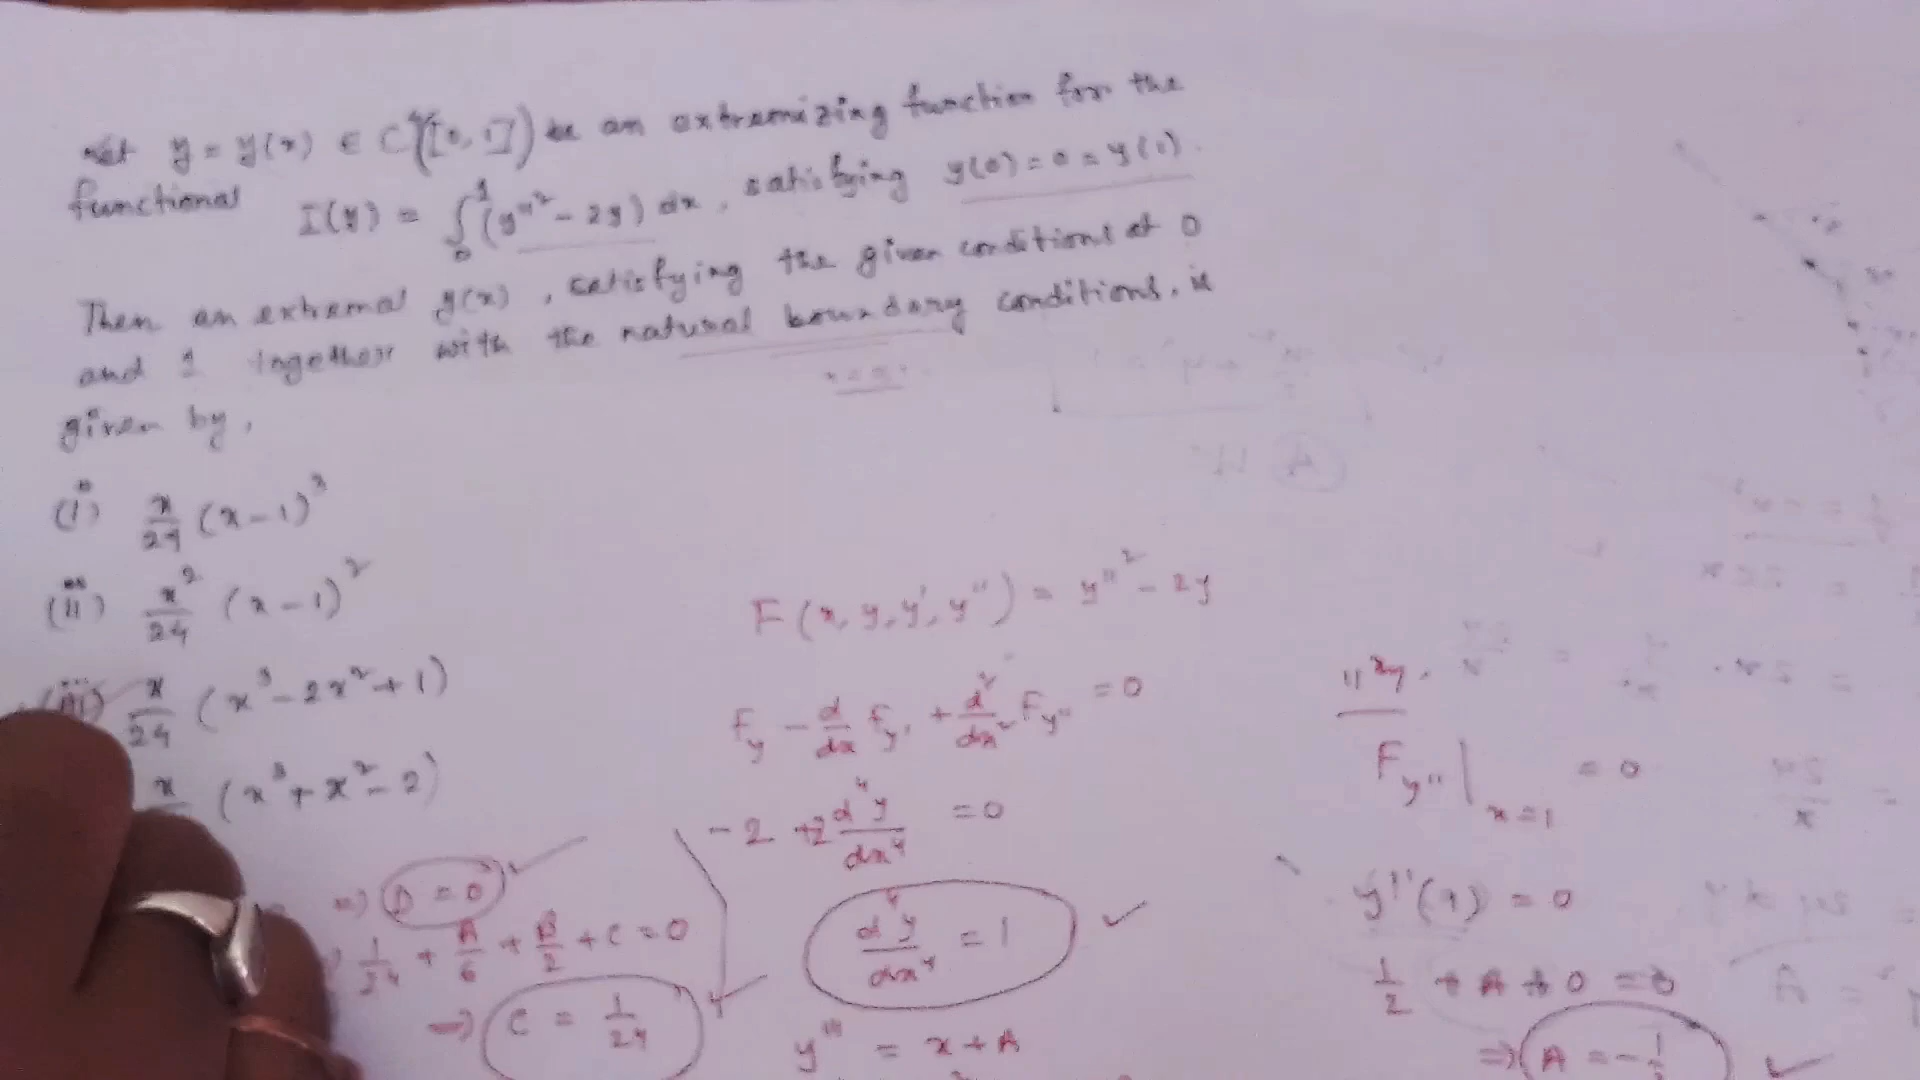 Let y = y(x) ∈ C⁴([0,1]) be an extremizing function for the
functional I(y) = ∫₀¹ (y''² - 2y) dx, satisfying y(0) = 0 = y(1).
Then an extremal y(x), satisfying the given conditions at 0
and 1 together with the natural boundary conditions, is
given by,
(i) x/24 (x-1)³
(ii) x²/24 (x-1)²
(iii) x/24 (x³ - 2x² + 1)
x (x³ + x² - 2)
F(x, y, y', y'') = y''² - 2y
F_y - d/dx F_y' + d²/dx² F_y'' = 0
-2 + 2 d⁴y/dx⁴ = 0
d⁴y/dx⁴ = 1
y''' = x + A
=> D = 0
1/24 + A/6 + B/2 + C = 0
=> C = 1/24
F_y'' |_x=1 = 0
y''(1) = 0
1/2 + A + 0 = 0
=> A = -1/2